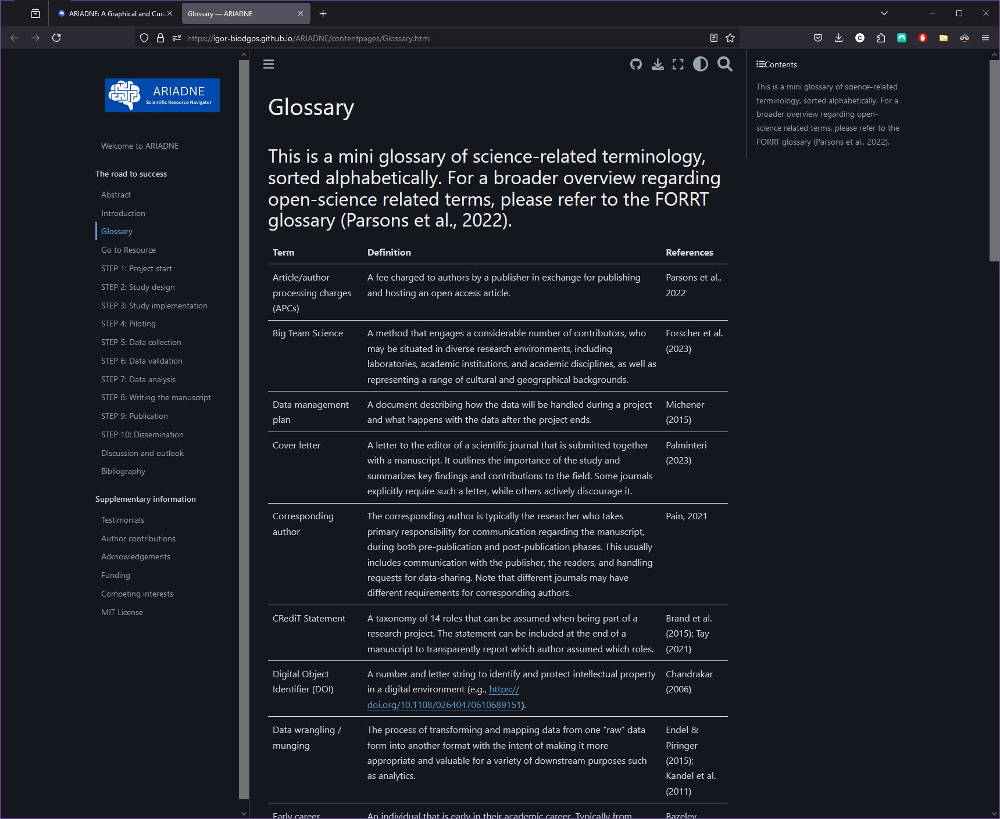 ARIADNE: A Graphical and Cura
Glossary — ARIADNE
https://igor-biodgps.github.io/ARIADNE/contentpages/Glossary.html
ARIADNE
Scientific Resource Navigator
Welcome to ARIADNE
The road to success
Abstract
Introduction
Glossary
Go to Resource
STEP 1: Project start
STEP 2: Study design
STEP 3: Study implementation
STEP 4: Piloting
STEP 5: Data collection
STEP 6: Data validation
STEP 7: Data analysis
STEP 8: Writing the manuscript
STEP 9: Publication
STEP 10: Dissemination
Discussion and outlook
Bibliography
Supplementary information
Testimonials
Author contributions
Acknowledgements
Funding
Competing interests
MIT License
Glossary
This is a mini glossary of science-related terminology,
sorted alphabetically. For a broader overview regarding
open-science related terms, please refer to the FORRT
glossary (Parsons et al., 2022).
Term
Definition
References
Article/author
processing charges
(APCs)
A fee charged to authors by a publisher in exchange for publishing
and hosting an open access article.
Parsons et al.,
2022
Big Team Science
A method that engages a considerable number of contributors, who
may be situated in diverse research environments, including
laboratories, academic institutions, and academic disciplines, as well as
representing a range of cultural and geographical backgrounds.
Forscher et al.
(2023)
Data management
plan
A document describing how the data will be handled during a project
and what happens with the data after the project ends.
Michener
(2015)
Cover letter
A letter to the editor of a scientific journal that is submitted together
with a manuscript. It outlines the importance of the study and
summarizes key findings and contributions to the field. Some journals
explicitly require such a letter, while others actively discourage it.
Palminteri
(2023)
Corresponding
author
The corresponding author is typically the researcher who takes
primary responsibility for communication regarding the manuscript,
during both pre-publication and post-publication phases. This usually
includes communication with the publisher, the readers, and handling
requests for data-sharing. Note that different journals may have
different requirements for corresponding authors.
Pain, 2021
CRediT Statement
A taxonomy of 14 roles that can be assumed when being part of a
research project. The statement can be included at the end of a
manuscript to transparently report which author assumed which roles.
Brand et al.
(2015); Tay
(2021)
Digital Object
Identifier (DOI)
A number and letter string to identify and protect intellectual property
in a digital environment (e.g., https://
doi.org/10.1108/02640470610689151).
Chandrakar
(2006)
Data wrangling /
munging
The process of transforming and mapping data from one “raw” data
form into another format with the intent of making it more
appropriate and valuable for a variety of downstream purposes such
as analytics.
Endel &
Piringer
(2015);
Kandel et al.
(2011)
Early career
An individual that is early in their academic career. Typically from
Bazeley
Contents
This is a mini glossary of science-related
terminology, sorted alphabetically. For a
broader overview regarding open-
science related terms, please refer to the
FORRT glossary (Parsons et al., 2022).